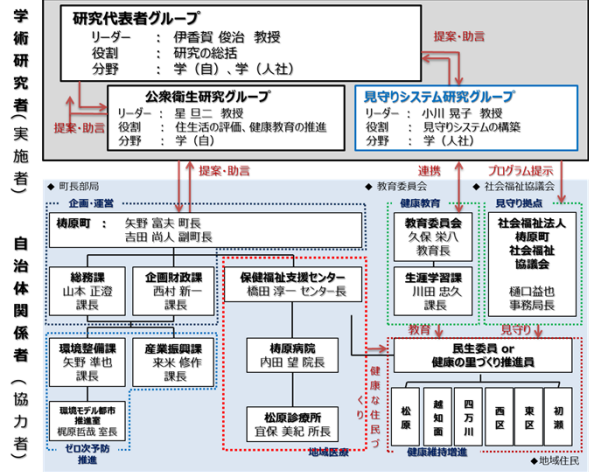 学術研究者（実施者）
研究代表者グループ
リーダー　：　伊香賀 俊治 教授
役割　：　研究の総括
分野　：　学（自）、学（人社）
提案・助言
公衆衛生研究グループ
リーダー　：　星 旦二 教授
役割　：　住生活の評価、健康教育の推進
分野　：　学（自）
提案・助言
見守りシステム研究グループ
リーダー　：　小川 晃子 教授
役割　：　見守りシステムの構築
分野　：　学（人社）
提案・助言
連携
プログラム提示
自治体関係者（協力者）
◆ 町長部局
企画・運営
梼原町　：　矢野 富夫 町長
吉田 尚人 副町長
総務課
山本 正澄
課長
企画財政課
西村 新一
課長
保健福祉支援センター
橋田 淳一 センター長
環境整備課
矢野 準也
課長
産業振興課
来米 修作
課長
梼原病院
内田 望 院長
環境モデル都市
推進室
梶原哲哉 室長
松原診療所
宜保 美紀 所長
ゼロ次予防
推進
地域医療
◆ 教育委員会
健康教育
教育委員会
久保 栄八
教育長
生涯学習課
川田 忠久
課長
◆ 社会福祉協議会
見守り拠点
社会福祉法人
梼原町
社会福祉
協議会
樋口益也
事務局長
教育
見守り
健康な住民づくり
民生委員 or
健康の里づくり推進員
松原
越知面
四万川
西区
東区
初瀬
健康維持増進
◆地域住民